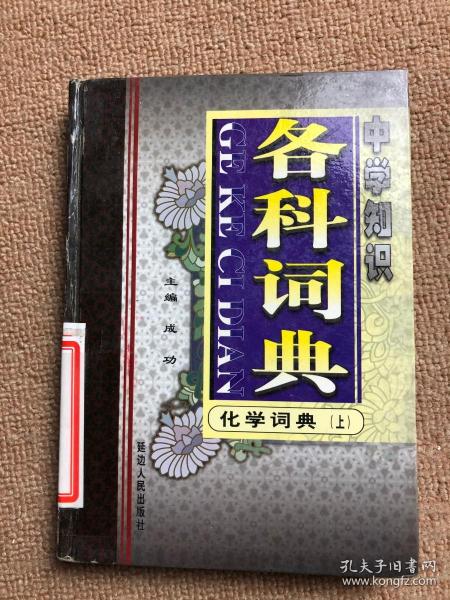 中学知识
各科词典
GE KE CI DIAN
化学词典(上)
主编 成功
延边人民出版社
孔夫子旧书网
www.kongfz.com